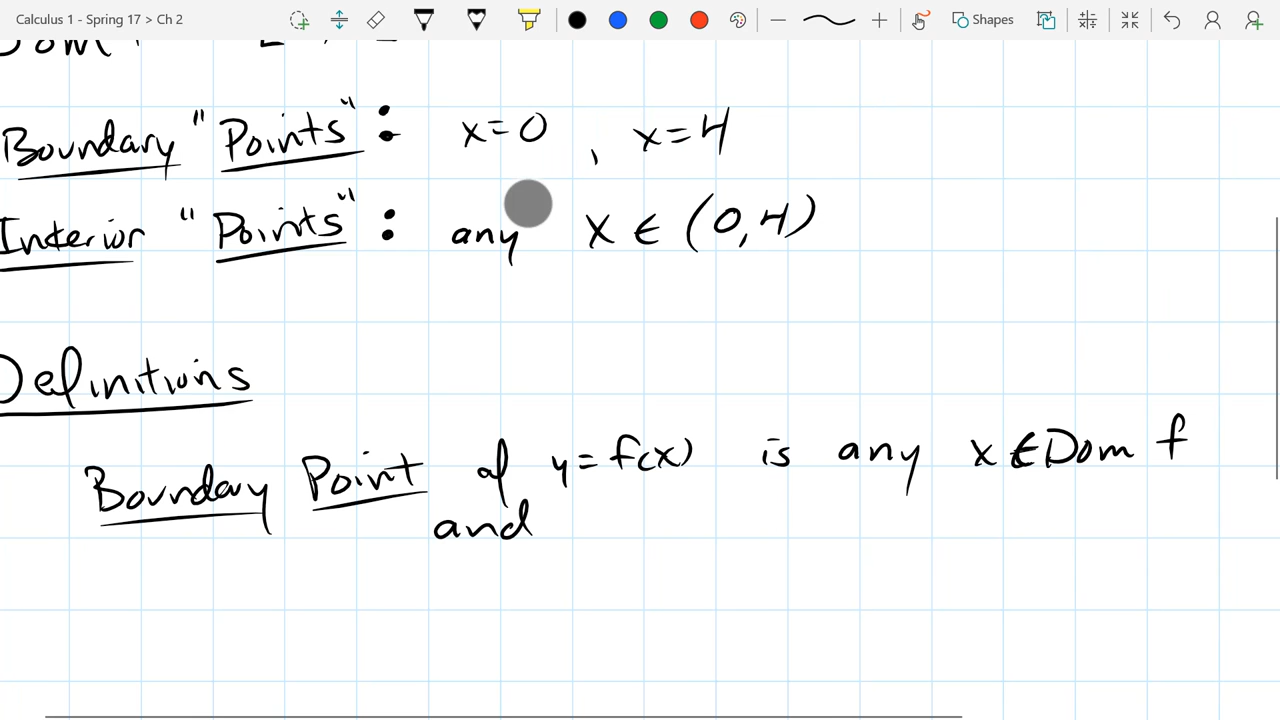 Calculus 1 - Spring 17 > Ch 2
Shapes
Boundary "Points" : x=0 , x=4
Interior "Points" : any x ∈ (0,4)
Definitions
Boundary Point of y=f(x) is any x ∈ Dom f
and